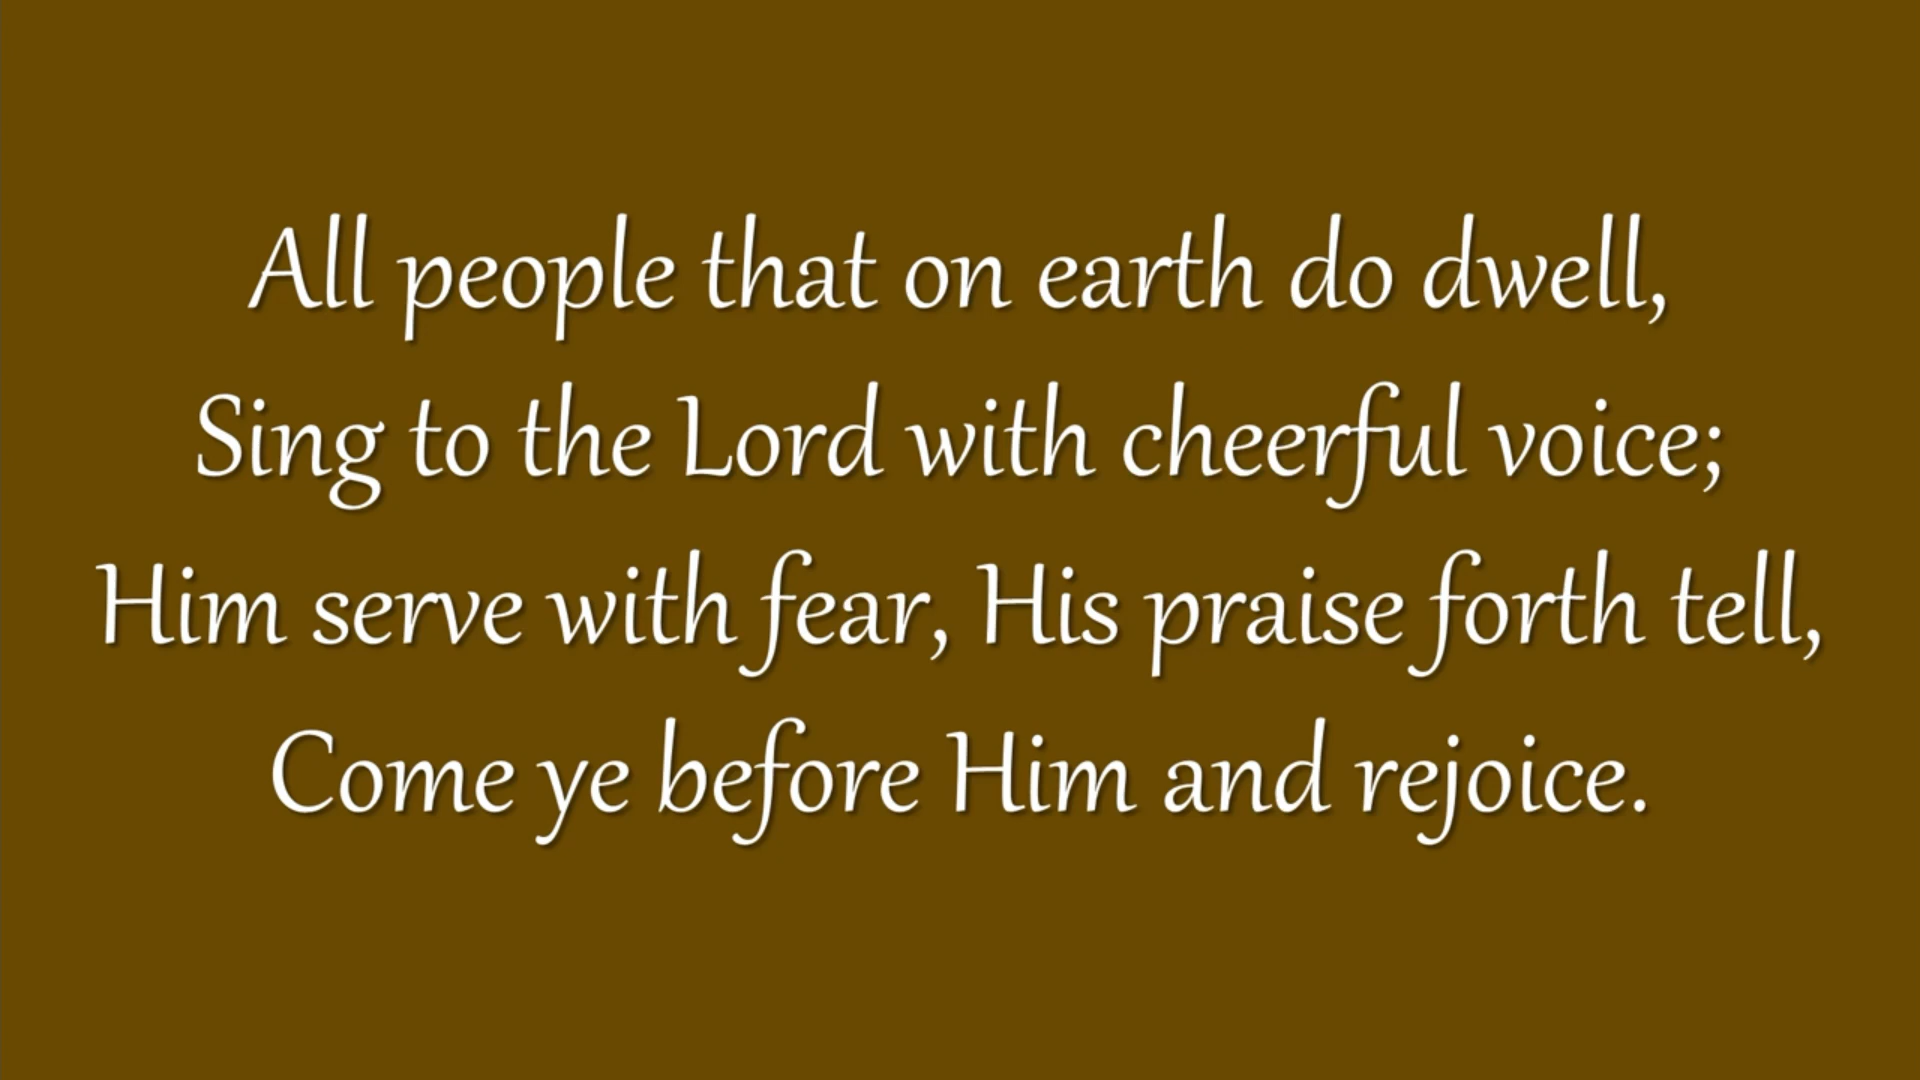 All people that on earth do dwell,
Sing to the Lord with cheerful voice;
Him serve with fear, His praise forth tell,
Come ye before Him and rejoice.